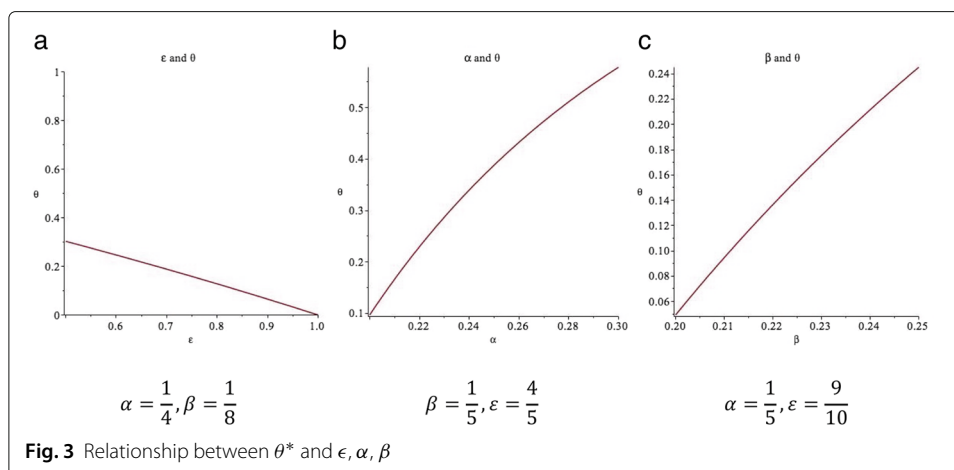 a
ε and θ
1
0.8
0.6
θ
0.4
0.2
0
0.6
0.7
0.8
0.9
1.0
ε
α = 1/4, β = 1/8
b
α and θ
0.5
0.4
θ
0.3
0.2
0.1
0.22
0.24
0.26
0.28
0.30
α
β = 1/5, ε = 4/5
c
β and θ
0.24
0.22
0.20
0.18
0.16
θ
0.14
0.12
0.10
0.08
0.06
0.20
0.21
0.22
0.23
0.24
0.25
β
α = 1/5, ε = 9/10
Fig. 3 Relationship between θ* and ϵ, α, β